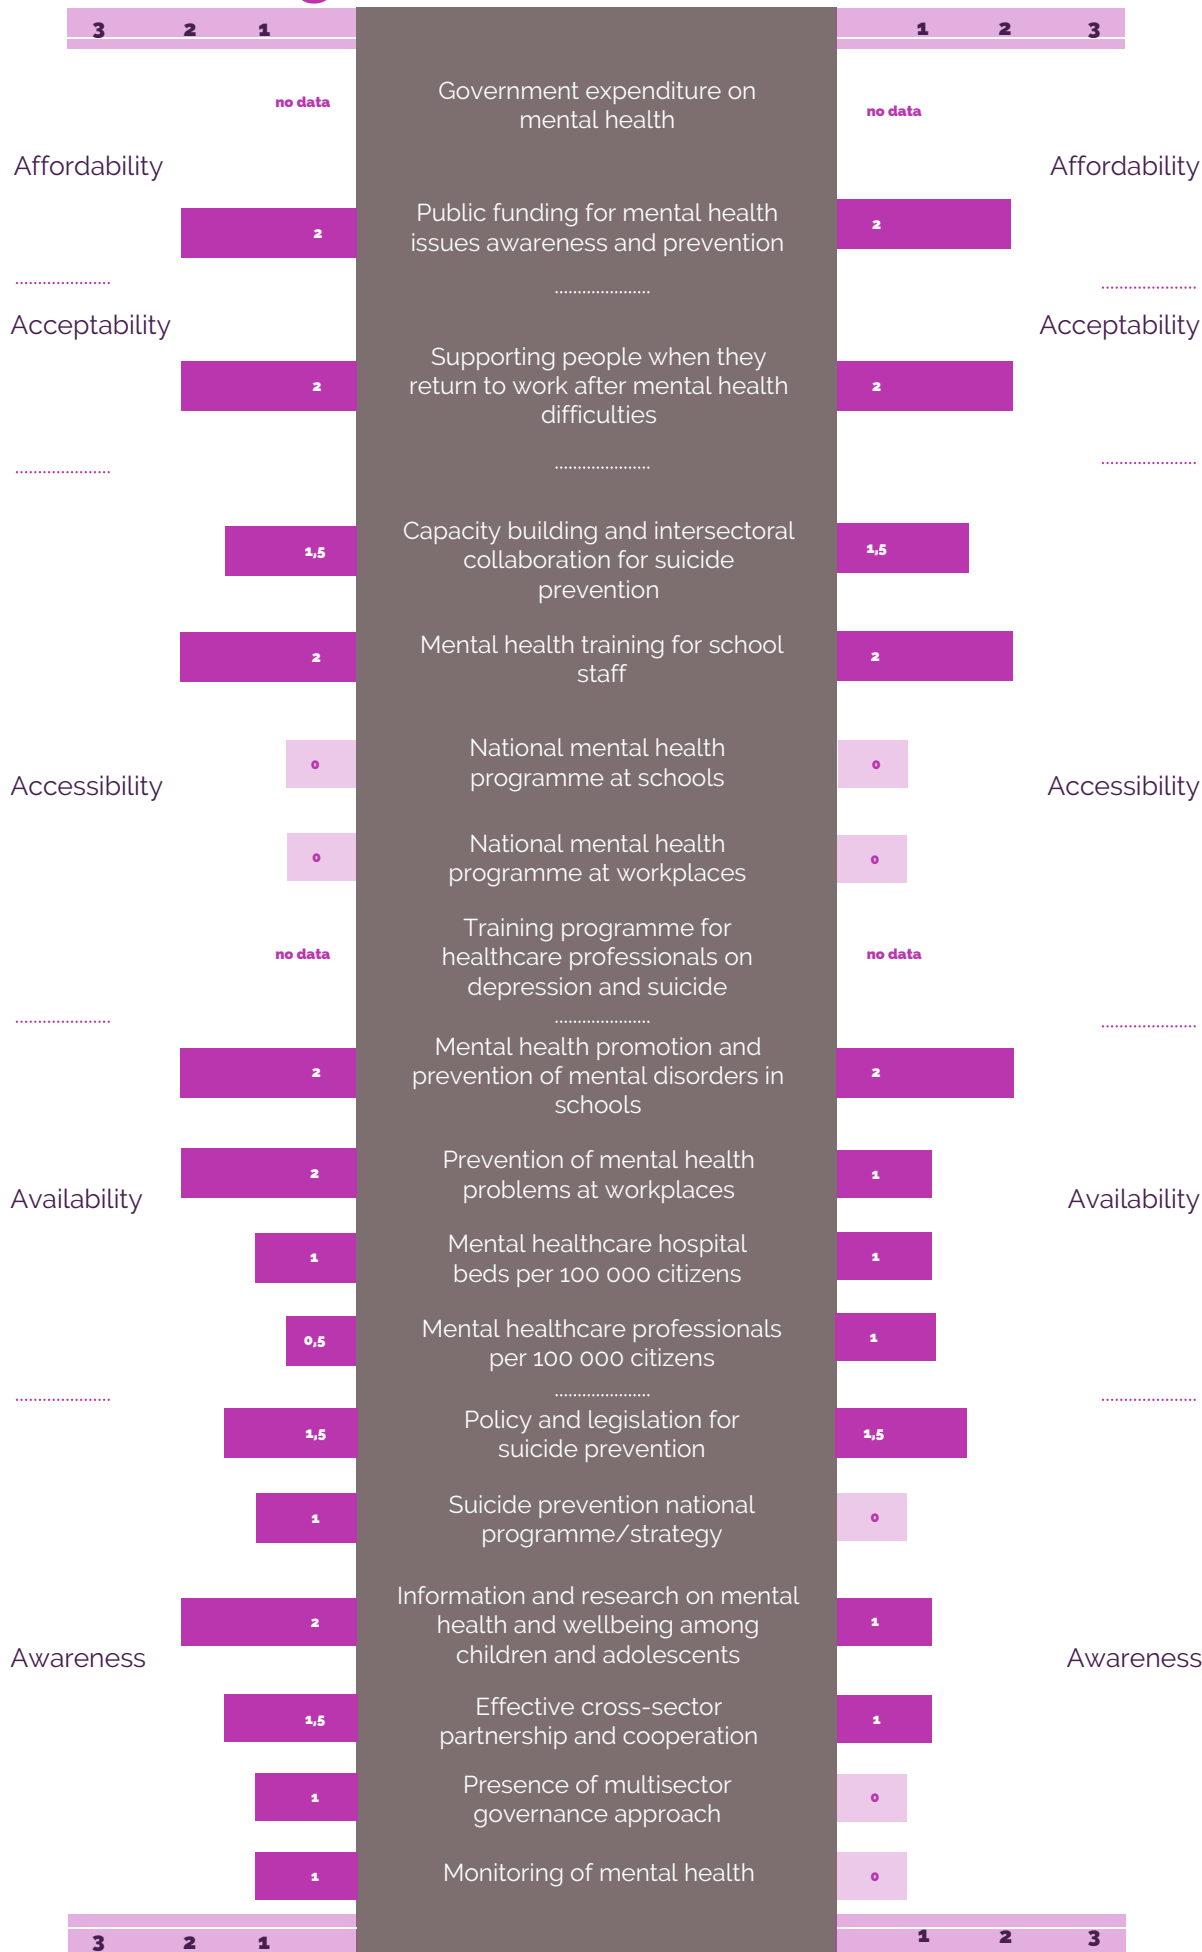 3 2 1 1 2 3
no data
Government expenditure on
mental health
no data
Affordability
Affordability
2
Public funding for mental health
issues awareness and prevention
2
Acceptability
Acceptability
2
Supporting people when they
return to work after mental health
difficulties
2
1,5
Capacity building and intersectoral
collaboration for suicide
prevention
1,5
2
Mental health training for school
staff
2
0
National mental health
programme at schools
0
Accessibility
Accessibility
0
National mental health
programme at workplaces
0
no data
Training programme for
healthcare professionals on
depression and suicide
no data
2
Mental health promotion and
prevention of mental disorders in
schools
2
2
Prevention of mental health
problems at workplaces
1
Availability
Availability
1
Mental healthcare hospital
beds per 100 000 citizens
1
0,5
Mental healthcare professionals
per 100 000 citizens
1
1,5
Policy and legislation for
suicide prevention
1,5
1
Suicide prevention national
programme/strategy
0
2
Information and research on mental
health and wellbeing among
children and adolescents
1
Awareness
Awareness
1,5
Effective cross-sector
partnership and cooperation
1
1
Presence of multisector
governance approach
0
1
Monitoring of mental health
0
3 2 1 1 2 3